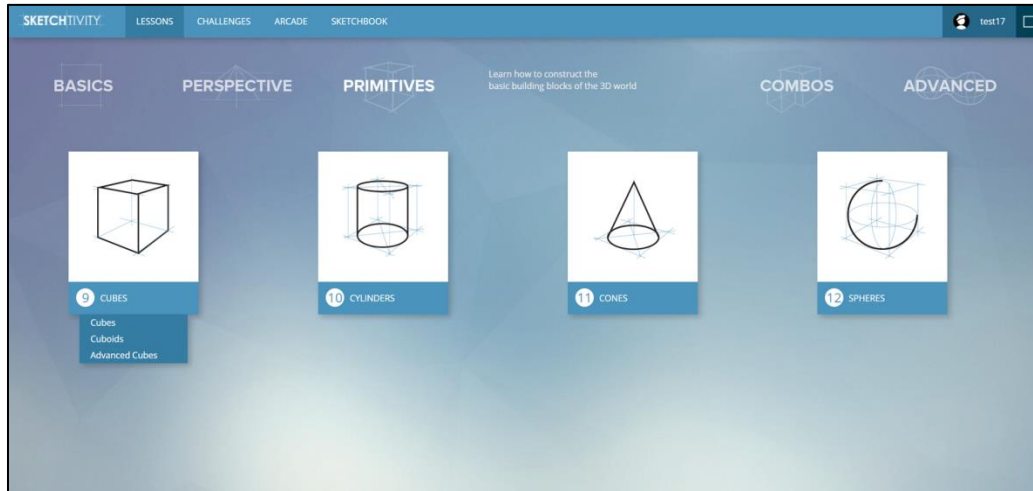 SKETCHTIVITY LESSONS CHALLENGES ARCADE SKETCHBOOK test17
BASICS PERSPECTIVE PRIMITIVES
Learn how to construct the
basic building blocks of the 3D world
COMBOS ADVANCED
9 CUBES
Cubes
Cuboids
Advanced Cubes
10 CYLINDERS
11 CONES
12 SPHERES